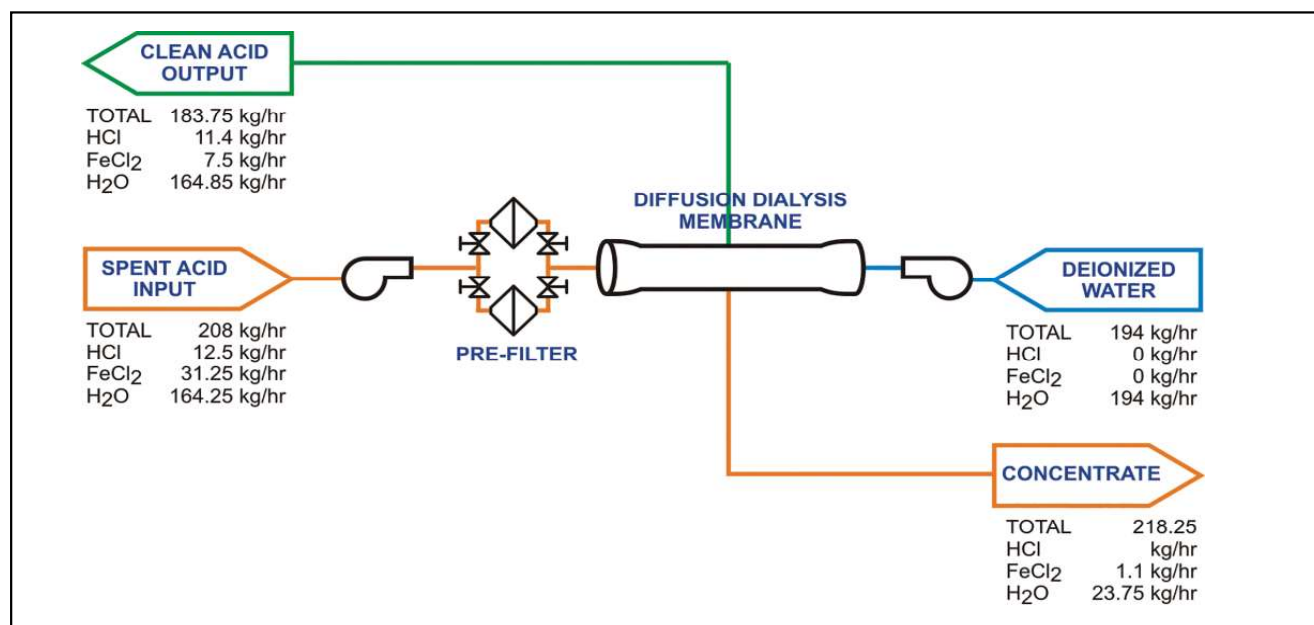 CLEAN ACID
OUTPUT
TOTAL 183.75 kg/hr
HCl 11.4 kg/hr
FeCl2 7.5 kg/hr
H2O 164.85 kg/hr
DIFFUSION DIALYSIS
MEMBRANE
SPENT ACID
INPUT
TOTAL 208 kg/hr
HCl 12.5 kg/hr
FeCl2 31.25 kg/hr
H2O 164.25 kg/hr
PRE-FILTER
DEIONIZED
WATER
TOTAL 194 kg/hr
HCl 0 kg/hr
FeCl2 0 kg/hr
H2O 194 kg/hr
CONCENTRATE
TOTAL 218.25
HCl kg/hr
FeCl2 1.1 kg/hr
H2O 23.75 kg/hr